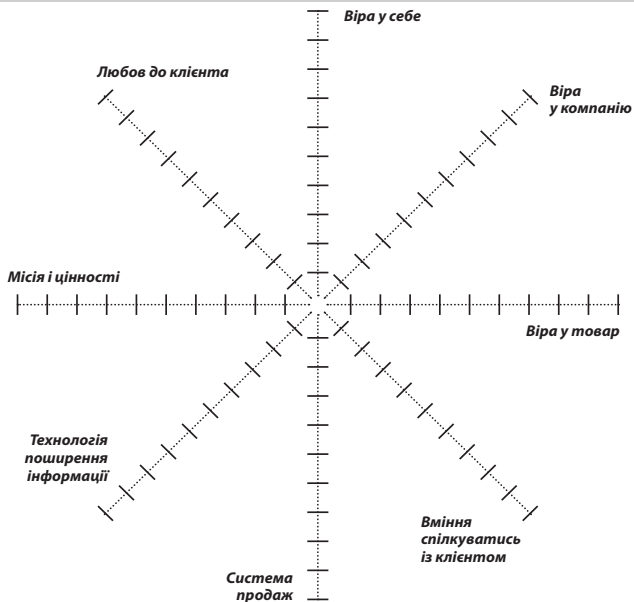 Віра у себе
Любов до клієнта
Віра
у компанію
Місія і цінності
Віра у товар
Технологія
поширення
інформації
Вміння
спілкуватись
із клієнтом
Система
продаж